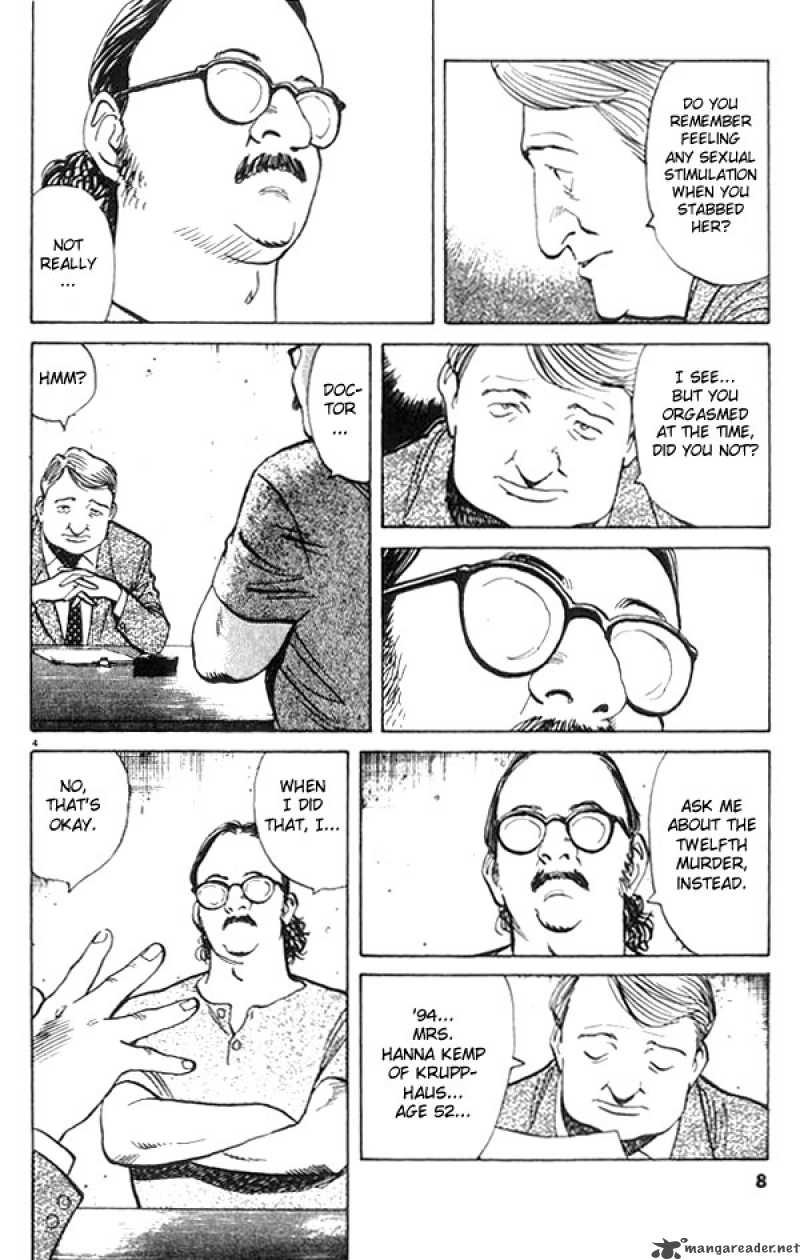 DO YOU
REMEMBER
FEELING
ANY SEXUAL
STIMULATION
WHEN YOU
STABBED
HER?
NOT
REALLY
...
I SEE...
BUT YOU
ORGASMED
AT THE TIME,
DID YOU NOT?
DOC-
TOR
...
HMM?
4
ASK ME
ABOUT THE
TWELFTH
MURDER,
INSTEAD.
'94...
MRS.
HANNA KEMP
OF KRUPP-
HAUS...
AGE 52...
WHEN
I DID
THAT, I...
NO,
THAT'S
OKAY.
8
mangareader.net